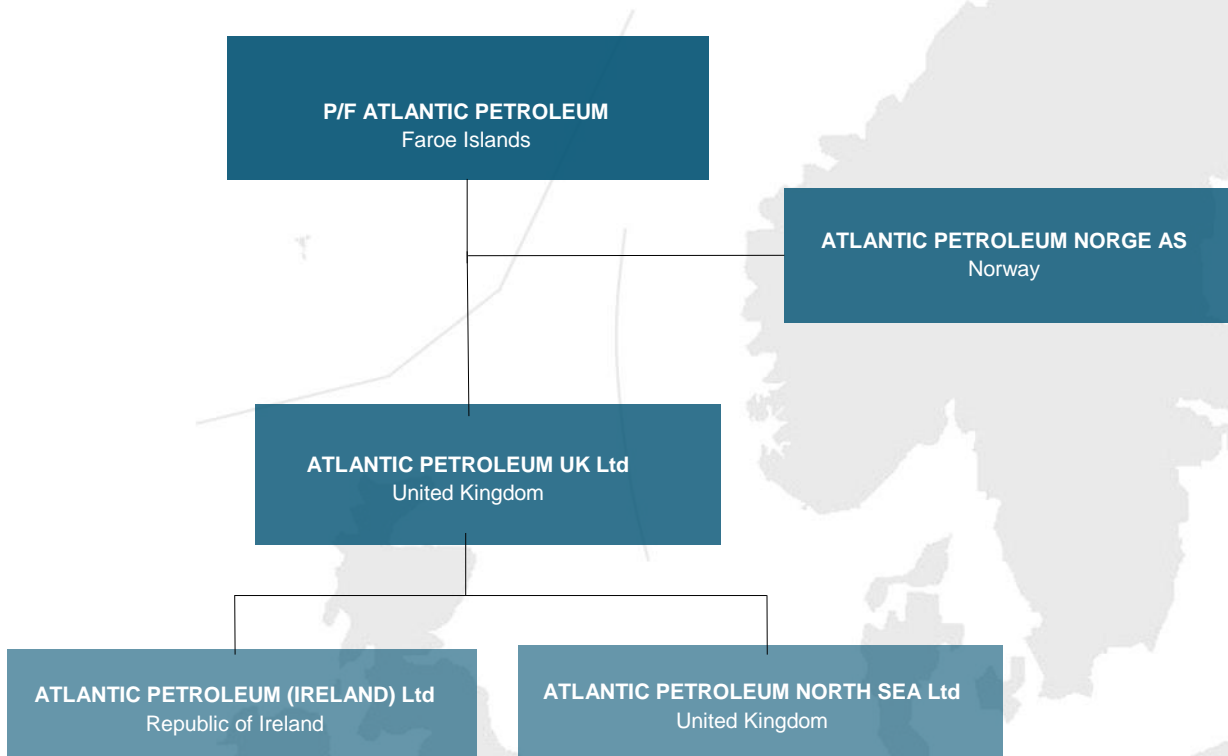 P/F ATLANTIC PETROLEUM
Faroe Islands
ATLANTIC PETROLEUM NORGE AS
Norway
ATLANTIC PETROLEUM UK Ltd
United Kingdom
ATLANTIC PETROLEUM (IRELAND) Ltd
Republic of Ireland
ATLANTIC PETROLEUM NORTH SEA Ltd
United Kingdom